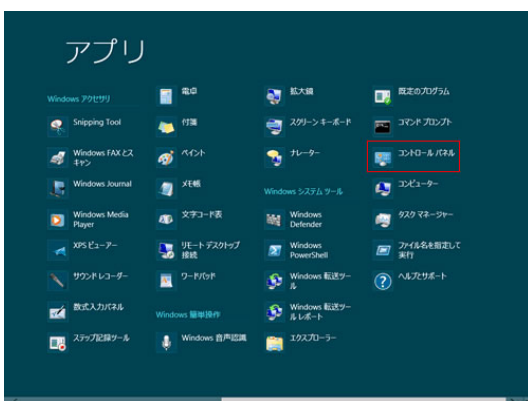 アプリ
Windows アクセサリ
Snipping Tool
Windows FAX とス
キャン
Windows Journal
Windows Media
Player
XPS ビューアー
サウンド レコーダー
数式入力パネル
ステップ記録ツール
電卓
付箋
ペイント
メモ帳
文字コード表
リモート デスクトップ
接続
ワードパッド
Windows 簡単操作
Windows 音声認識
拡大鏡
スクリーン キーボード
ナレーター
Windows システム ツール
Windows
Defender
Windows
PowerShell
Windows 転送ツー
ル
Windows 転送ツー
ル レポート
エクスプローラー
既定のプログラム
コマンド プロンプト
コントロール パネル
コンピューター
タスク マネージャー
ファイル名を指定して
実行
ヘルプとサポート